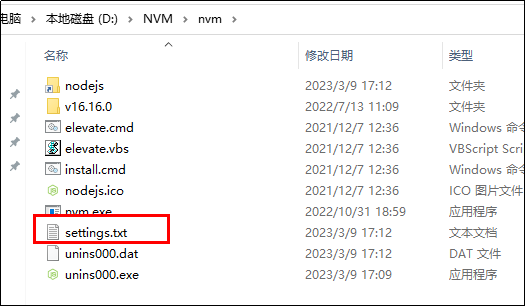 电脑 > 本地磁盘 (D:) > NVM > nvm >
名称 修改日期 类型
nodejs 2023/3/9 17:12 文件夹
v16.16.0 2022/7/13 11:09 文件夹
elevate.cmd 2021/12/7 12:36 Windows 命令
elevate.vbs 2021/12/7 12:36 VBScript Scri
install.cmd 2021/12/7 12:36 Windows 命令
nodejs.ico 2021/12/7 12:36 ICO 图片文件
nvm.exe 2022/10/31 18:59 应用程序
settings.txt 2023/3/9 17:12 文本文档
unins000.dat 2023/3/9 17:12 DAT 文件
unins000.exe 2023/3/9 17:09 应用程序